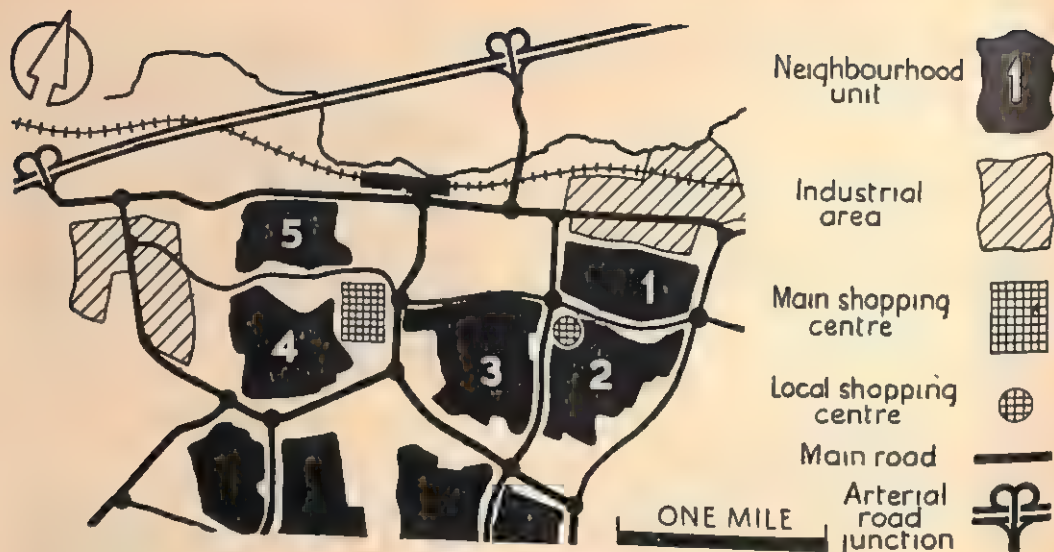 Neighbourhood
unit
1
Industrial
area
Main shopping
centre
Local shopping
centre
Main road
Arterial
road
junction
5
1
4
3
2
ONE MILE